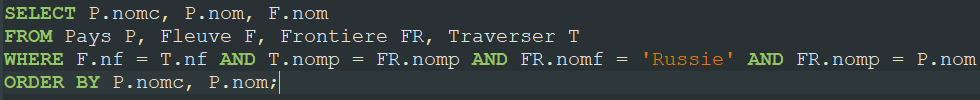 SELECT P.nomc, P.nom, F.nom
FROM Pays P, Fleuve F, Frontiere FR, Traverser T
WHERE F.nf = T.nf AND T.nomp = FR.nomp AND FR.nomf = 'Russie' AND FR.nomp = P.nom
ORDER BY P.nomc, P.nom;